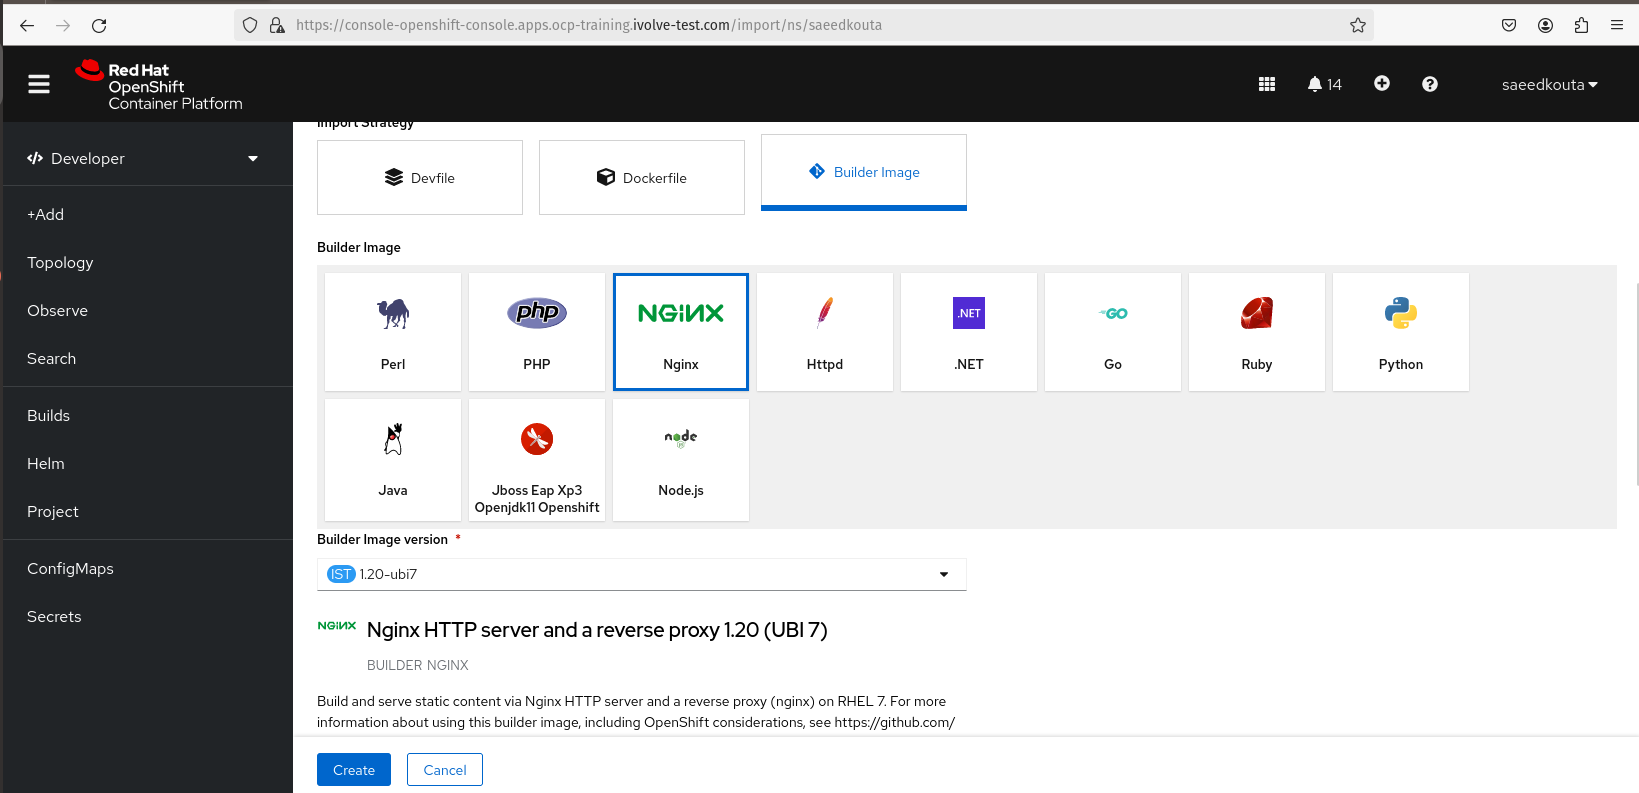 https://console-openshift-console.apps.ocp-training.ivolve-test.com/import/ns/saeedkouta
Red Hat
OpenShift
Container Platform
14
saeedkouta
Developer
+Add
Topology
Observe
Search
Builds
Helm
Project
ConfigMaps
Secrets
Import Strategy
Devfile
Dockerfile
Builder Image
Builder Image
Perl
php
PHP
NGINX
Nginx
Httpd
.NET
.NET
GO
Go
Ruby
Python
Java
Jboss Eap Xp3
Openjdk11 Openshift
node
JS
Node.js
Builder Image version *
IST 1.20-ubi7
NGINX
Nginx HTTP server and a reverse proxy 1.20 (UBI 7)
BUILDER NGINX
Build and serve static content via Nginx HTTP server and a reverse proxy (nginx) on RHEL 7. For more
information about using this builder image, including OpenShift considerations, see https://github.com/
Create
Cancel